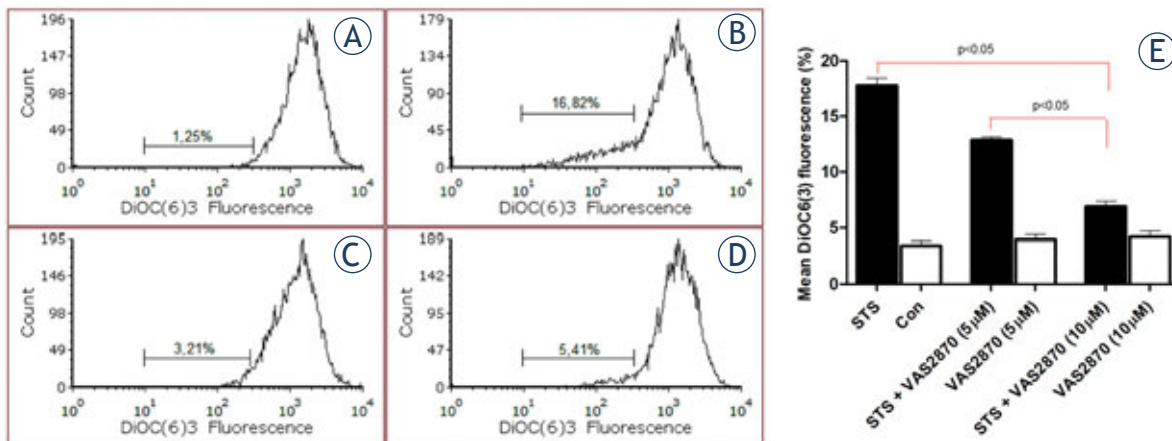 A
196
147
98
49
0
Count
1,25%
10^0 10^1 10^2 10^3 10^4
DiOC(6)3 Fluorescence
B
179
134
90
45
0
Count
16,82%
10^0 10^1 10^2 10^3 10^4
DiOC(6)3 Fluorescence
C
195
146
98
49
0
Count
3,21%
10^0 10^1 10^2 10^3 10^4
DiOC(6)3 Fluorescence
D
189
142
95
47
0
Count
5,41%
10^0 10^1 10^2 10^3 10^4
DiOC(6)3 Fluorescence
E
Mean DiOC6(3) fluorescence (%)
20
15
10
5
0
p<0.05
p<0.05
STS
Con
STS + VAS2870 (5μM)
VAS2870 (5μM)
STS + VAS2870 (10μM)
VAS2870 (10μM)